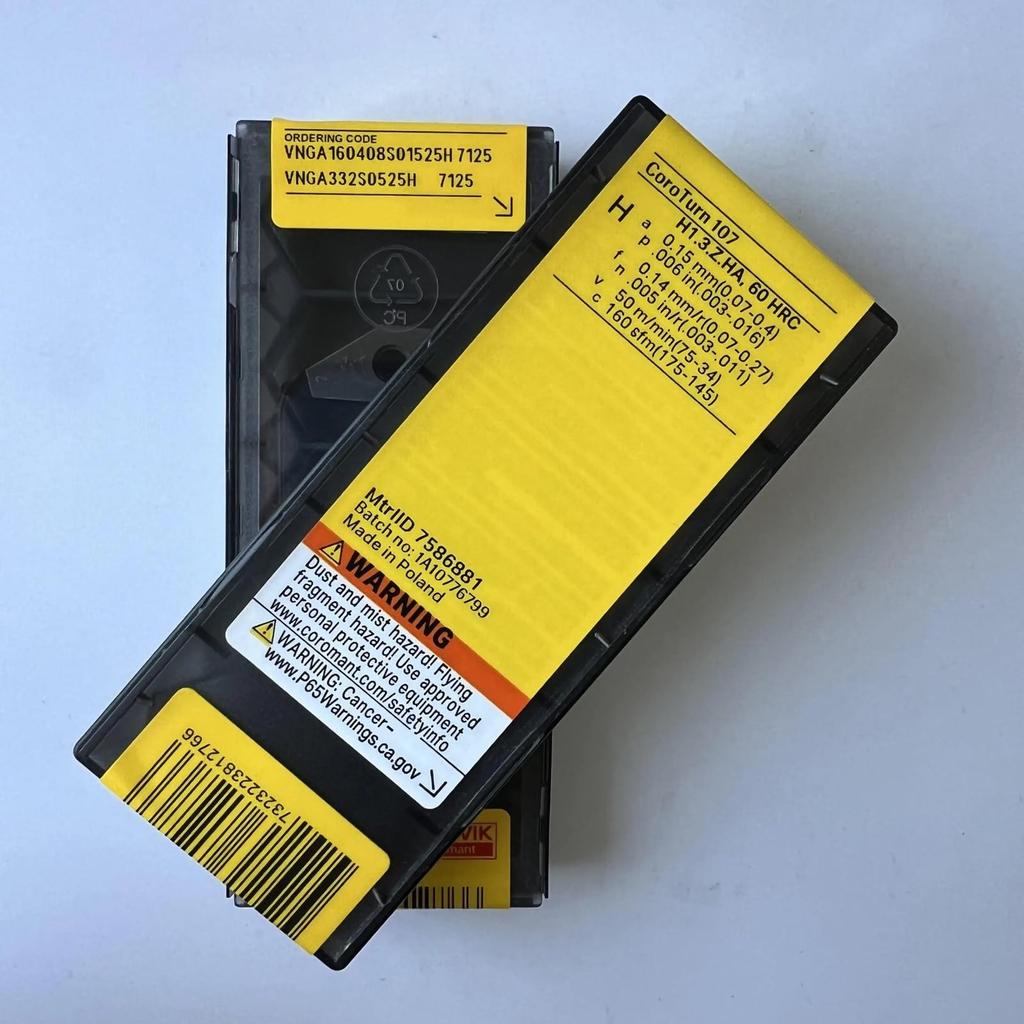 ORDERING CODE
VNGA160408S01525H 7125
VNGA332S0525H 7125
07
PC
CoroTurn 107
H1.3.Z.HA, 60 HRC
H
a p
0.15 mm(0.07-0.4)
.006 in(.003-.016)
f n
0.14 mm/r(0.07-0.27)
.005 in/r(.003-.011)
v c
50 m/min(75-34)
160 sfm(175-145)
MtrlID 7586881
Batch no: 1A10776799
Made in Poland
WARNING
Dust and mist hazard! Flying
fragment hazard! Use approved
personal protective equipment
www.coromant.com/safetyinfo
WARNING: Cancer–
www.P65Warnings.ca.gov
7323223812766
VIK
mant